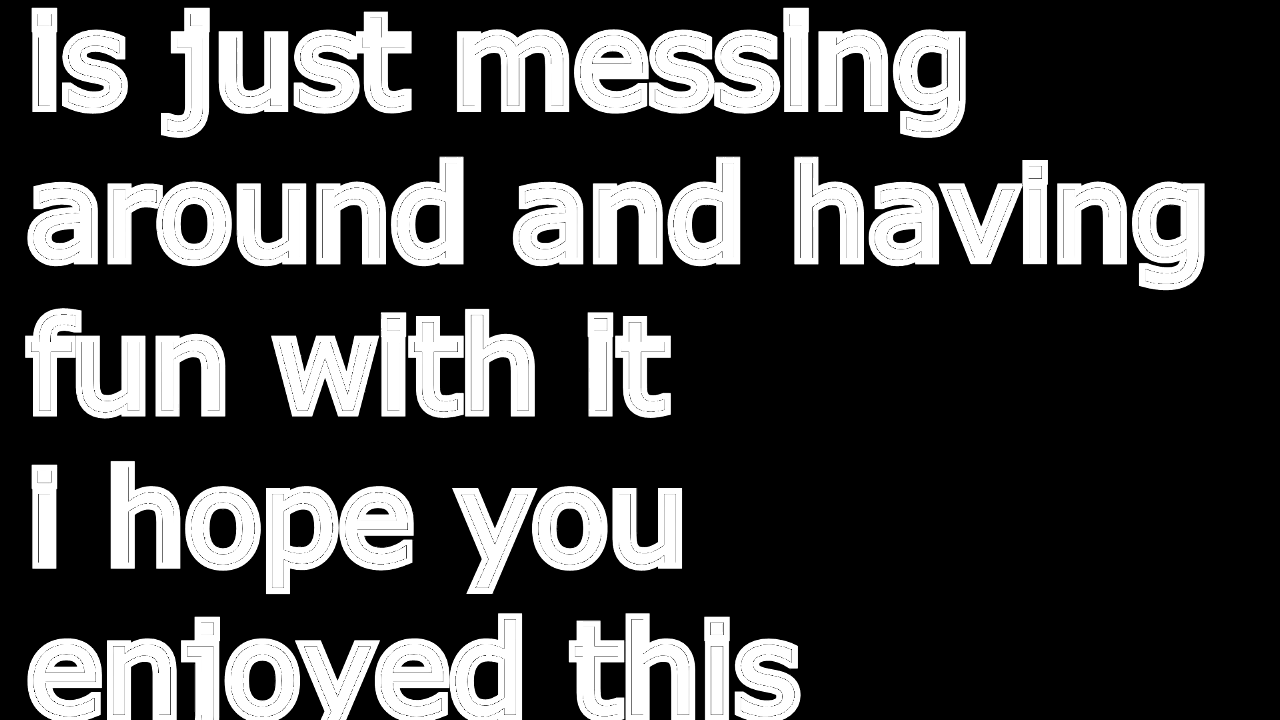 is just messing
around and having
fun with it
i hope you
enjoyed this